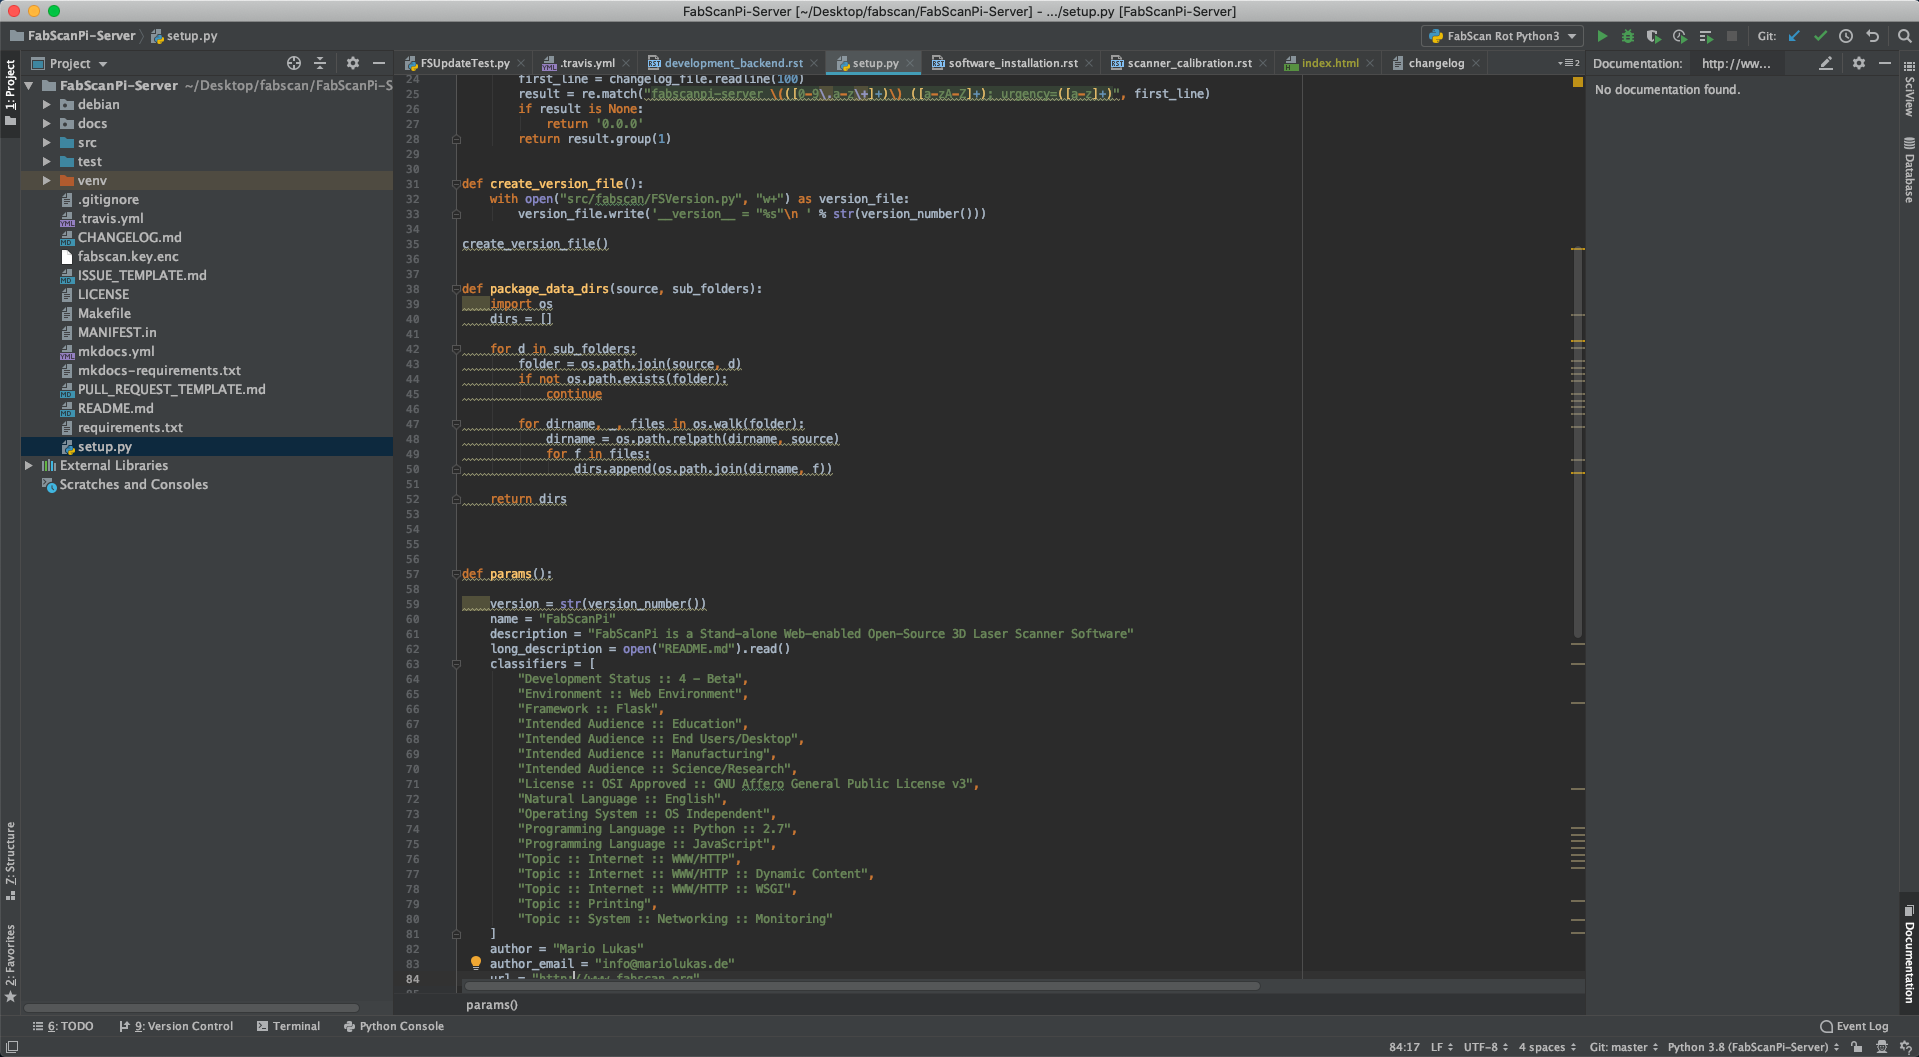 FabScanPi-Server [~/Desktop/fabscan/FabScanPi-Server] - .../setup.py [FabScanPi-Server]
FabScanPi-Server setup.py FabScan Rot Python3 Git:
Project FSUpdateTest.py .travis.yml development_backend.rst setup.py software_installation.rst scanner_calibration.rst index.html changelog 2 Documentation: http://ww...
1: Project
FabScanPi-Server ~/Desktop/fabscan/FabScanPi-S
debian
docs
src
test
venv
.gitignore
.travis.yml
CHANGELOG.md
fabscan.key.enc
ISSUE_TEMPLATE.md
LICENSE
Makefile
MANIFEST.in
mkdocs.yml
mkdocs-requirements.txt
PULL_REQUEST_TEMPLATE.md
README.md
requirements.txt
setup.py
External Libraries
Scratches and Consoles
Z: Structure
2: Favorites
24 first_line = changelog_file.readline(100)
25 result = re.match("fabscanpi-server \(([0-9\.a-z\+]+)\) ([a-zA-Z]+); urgency=([a-z]+)", first_line)
26 if result is None:
27 return '0.0.0'
28 return result.group(1)
29
30
31 def create_version_file():
32 with open("src/fabscan/FSVersion.py", "w+") as version_file:
33 version_file.write('__version__ = "%s"\n ' % str(version_number()))
34
35 create_version_file()
36
37
38 def package_data_dirs(source, sub_folders):
39 import os
40 dirs = []
41
42 for d in sub_folders:
43 folder = os.path.join(source, d)
44 if not os.path.exists(folder):
45 continue
46
47 for dirname, _, files in os.walk(folder):
48 dirname = os.path.relpath(dirname, source)
49 for f in files:
50 dirs.append(os.path.join(dirname, f))
51
52 return dirs
53
54
55
56
57 def params():
58
59 version = str(version_number())
60 name = "FabScanPi"
61 description = "FabScanPi is a Stand-alone Web-enabled Open-Source 3D Laser Scanner Software"
62 long_description = open("README.md").read()
63 classifiers = [
64 "Development Status :: 4 - Beta",
65 "Environment :: Web Environment",
66 "Framework :: Flask",
67 "Intended Audience :: Education",
68 "Intended Audience :: End Users/Desktop",
69 "Intended Audience :: Manufacturing",
70 "Intended Audience :: Science/Research",
71 "License :: OSI Approved :: GNU Affero General Public License v3",
72 "Natural Language :: English",
73 "Operating System :: OS Independent",
74 "Programming Language :: Python :: 2.7",
75 "Programming Language :: JavaScript",
76 "Topic :: Internet :: WWW/HTTP",
77 "Topic :: Internet :: WWW/HTTP :: Dynamic Content",
78 "Topic :: Internet :: WWW/HTTP :: WSGI",
79 "Topic :: Printing",
80 "Topic :: System :: Networking :: Monitoring"
81 ]
82 author = "Mario Lukas"
83 author_email = "info@mariolukas.de"
84 url = "http://www.fabscan.org"
params()
No documentation found.
SciView
Database
Documentation
6: TODO 9: Version Control Terminal Python Console Event Log
84:17 LF UTF-8 4 spaces Git: master Python 3.8 (FabScanPi-Server)